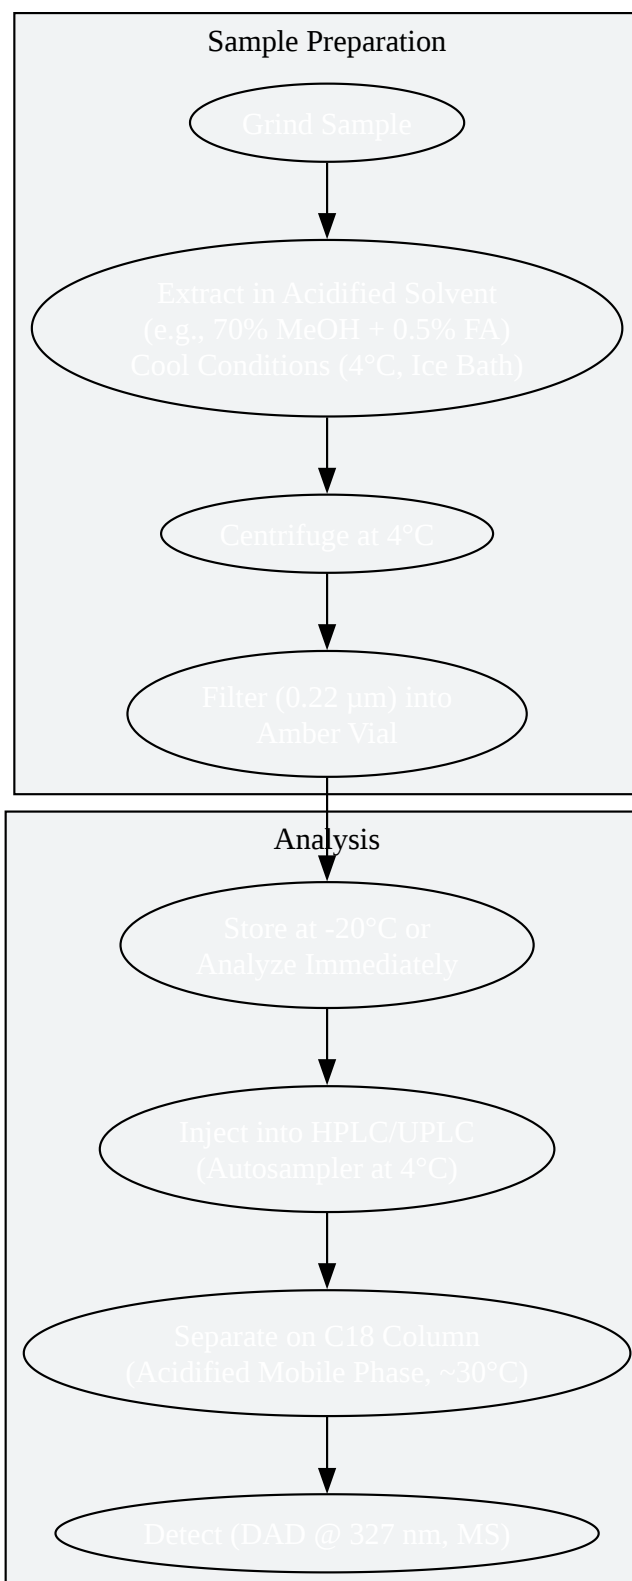 Sample Preparation
Grind Sample
Extract in Acidified Solvent
(e.g., 70% MeOH + 0.5% FA)
Cool Conditions (4°C, Ice Bath)
Centrifuge at 4°C
Filter (0.22 µm) into
Amber Vial
Analysis
Store at -20°C or
Analyze Immediately
Inject into HPLC/UPLC
(Autosampler at 4°C)
Separate on C18 Column
(Acidified Mobile Phase, ~30°C)
Detect (DAD @ 327 nm, MS)